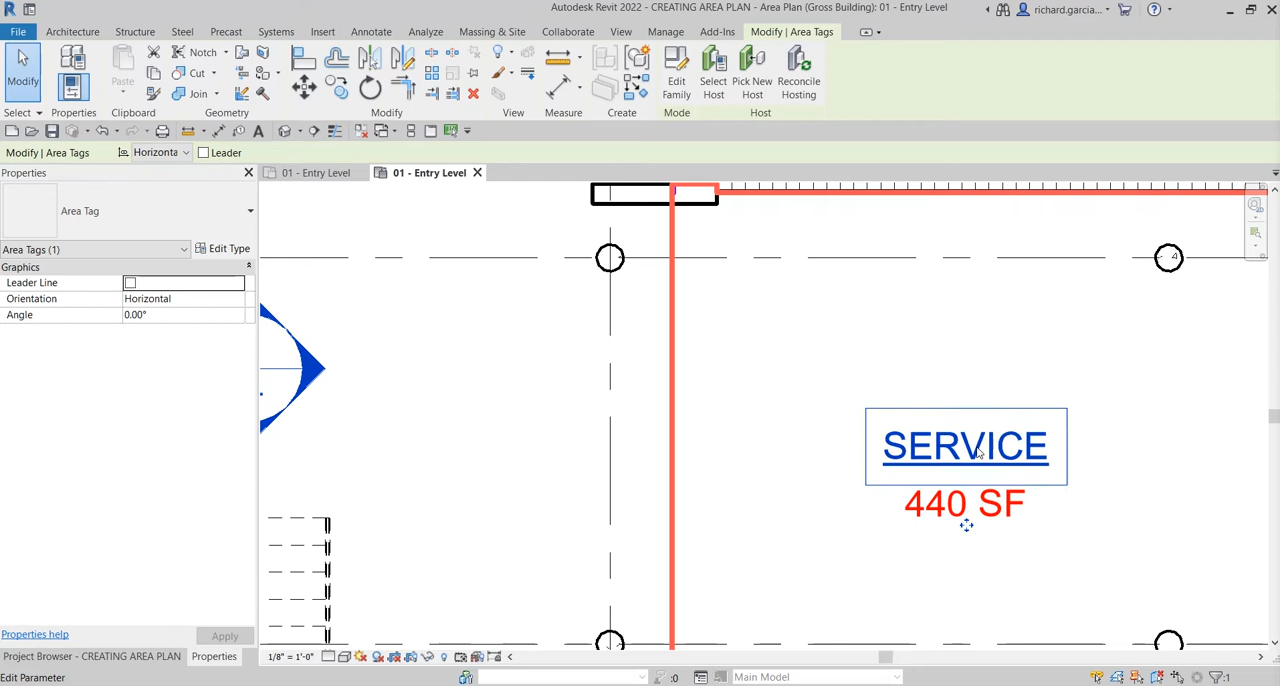 Autodesk Revit 2022 - CREATING AREA PLAN - Area Plan (Gross Building): 01 - Entry Level
richard.garcia...
File Architecture Structure Steel Precast Systems Insert Annotate Analyze Massing & Site Collaborate View Manage Add-Ins Modify | Area Tags
Modify
Paste
Notch
Cut
Join
Edit Family
Select Host
Pick New Host
Reconcile Hosting
Select Properties Clipboard Geometry Modify View Measure Create Mode Host
Modify | Area Tags Horizonta Leader
Properties
01 - Entry Level
01 - Entry Level
Area Tag
Area Tags (1) Edit Type
Graphics
Leader Line
Orientation Horizontal
Angle 0.00°
4
SERVICE
440 SF
Properties help Apply
Project Browser - CREATING AREA PLAN Properties
1/8" = 1'-0"
Edit Parameter :0 Main Model :1